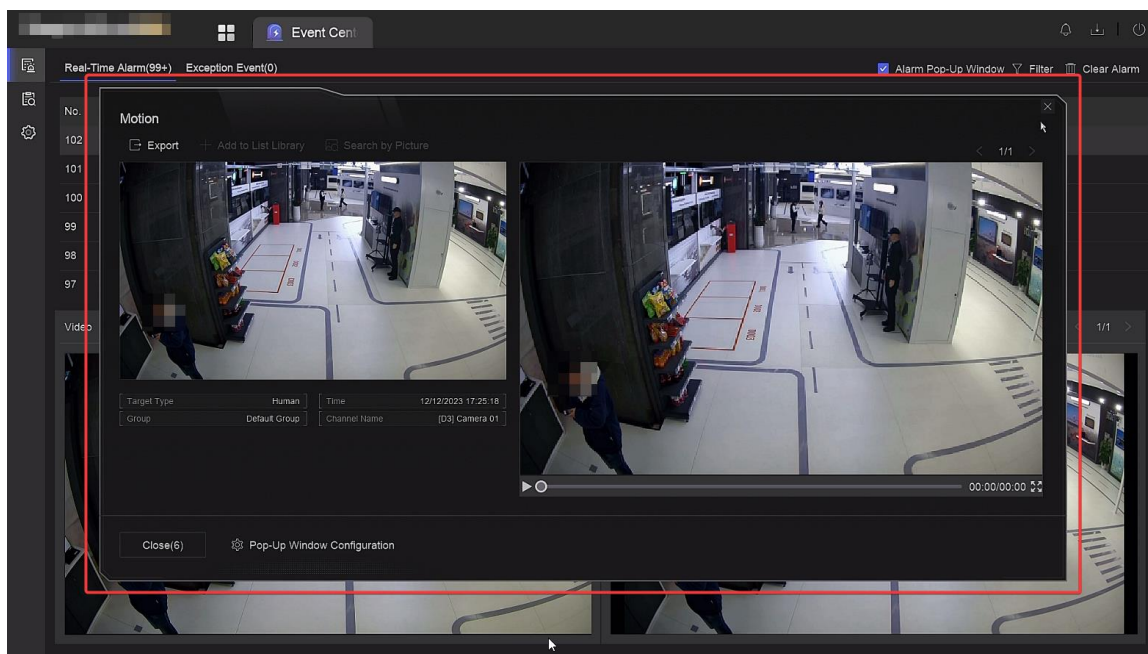 Event Cent
Real-Time Alarm(99+) Exception Event(0) Alarm Pop-Up Window Filter Clear Alarm
No.
102
101
100
99
98
97
Video 1/1
Motion
Export Add to List Library Search by Picture
1/1
Target Type Human Time 12/12/2023 17:25:18
Group Default Group Channel Name [D3] Camera 01
00:00/00:00
Close(6) Pop-Up Window Configuration